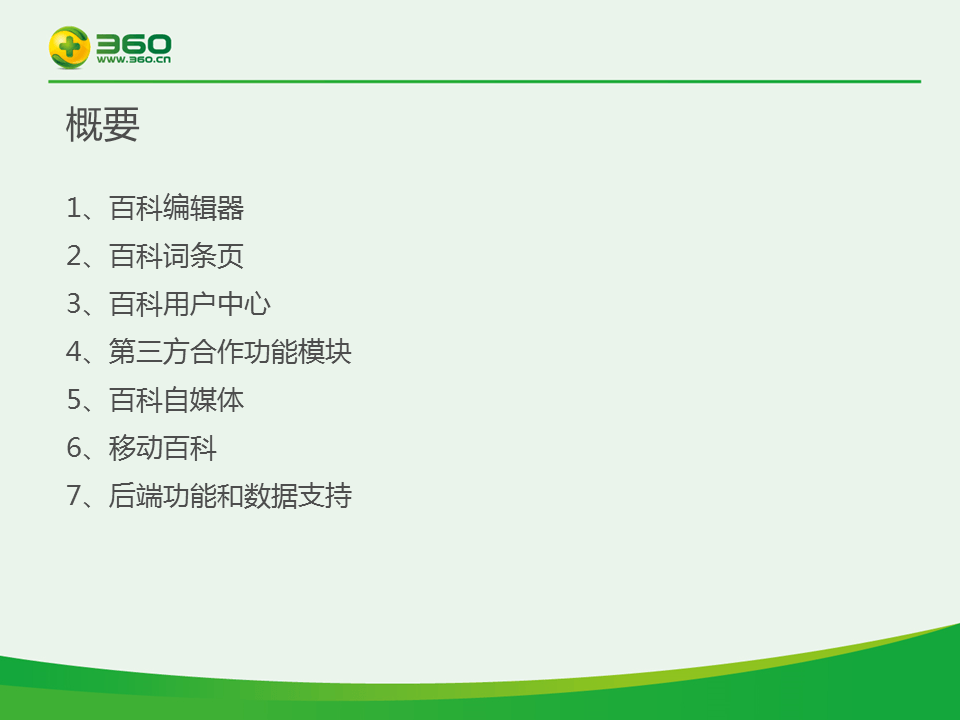 360
www.360.cn
概要
1、百科编辑器
2、百科词条页
3、百科用户中心
4、第三方合作功能模块
5、百科自媒体
6、移动百科
7、后端功能和数据支持